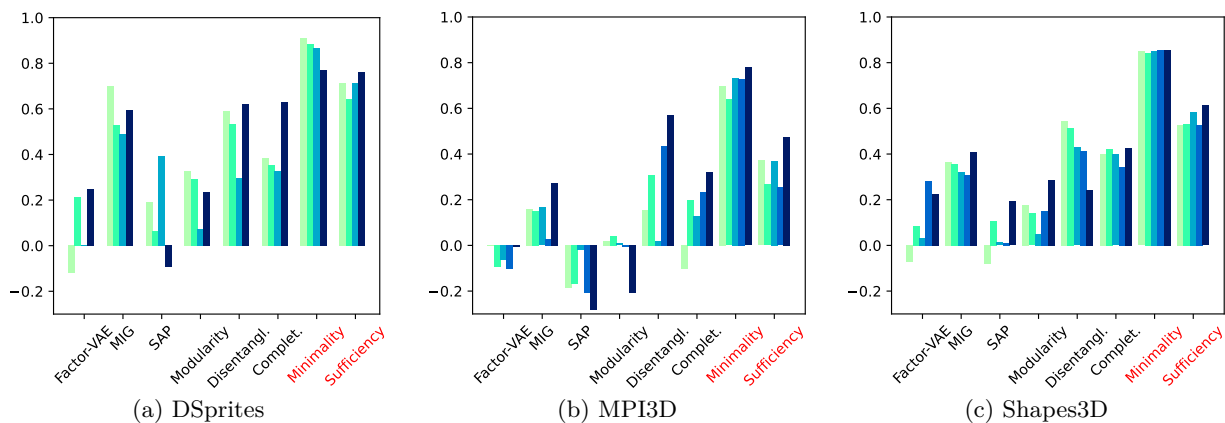 1.0
0.8
0.6
0.4
0.2
0.0
−0.2
Factor-VAE
MIG
SAP
Modularity
Disentangl.
Complet.
Minimality
Sufficiency
(a) DSprites
1.0
0.8
0.6
0.4
0.2
0.0
−0.2
Factor-VAE
MIG
SAP
Modularity
Disentangl.
Complet.
Minimality
Sufficiency
(b) MPI3D
1.0
0.8
0.6
0.4
0.2
0.0
−0.2
Factor-VAE
MIG
SAP
Modularity
Disentangl.
Complet.
Minimality
Sufficiency
(c) Shapes3D